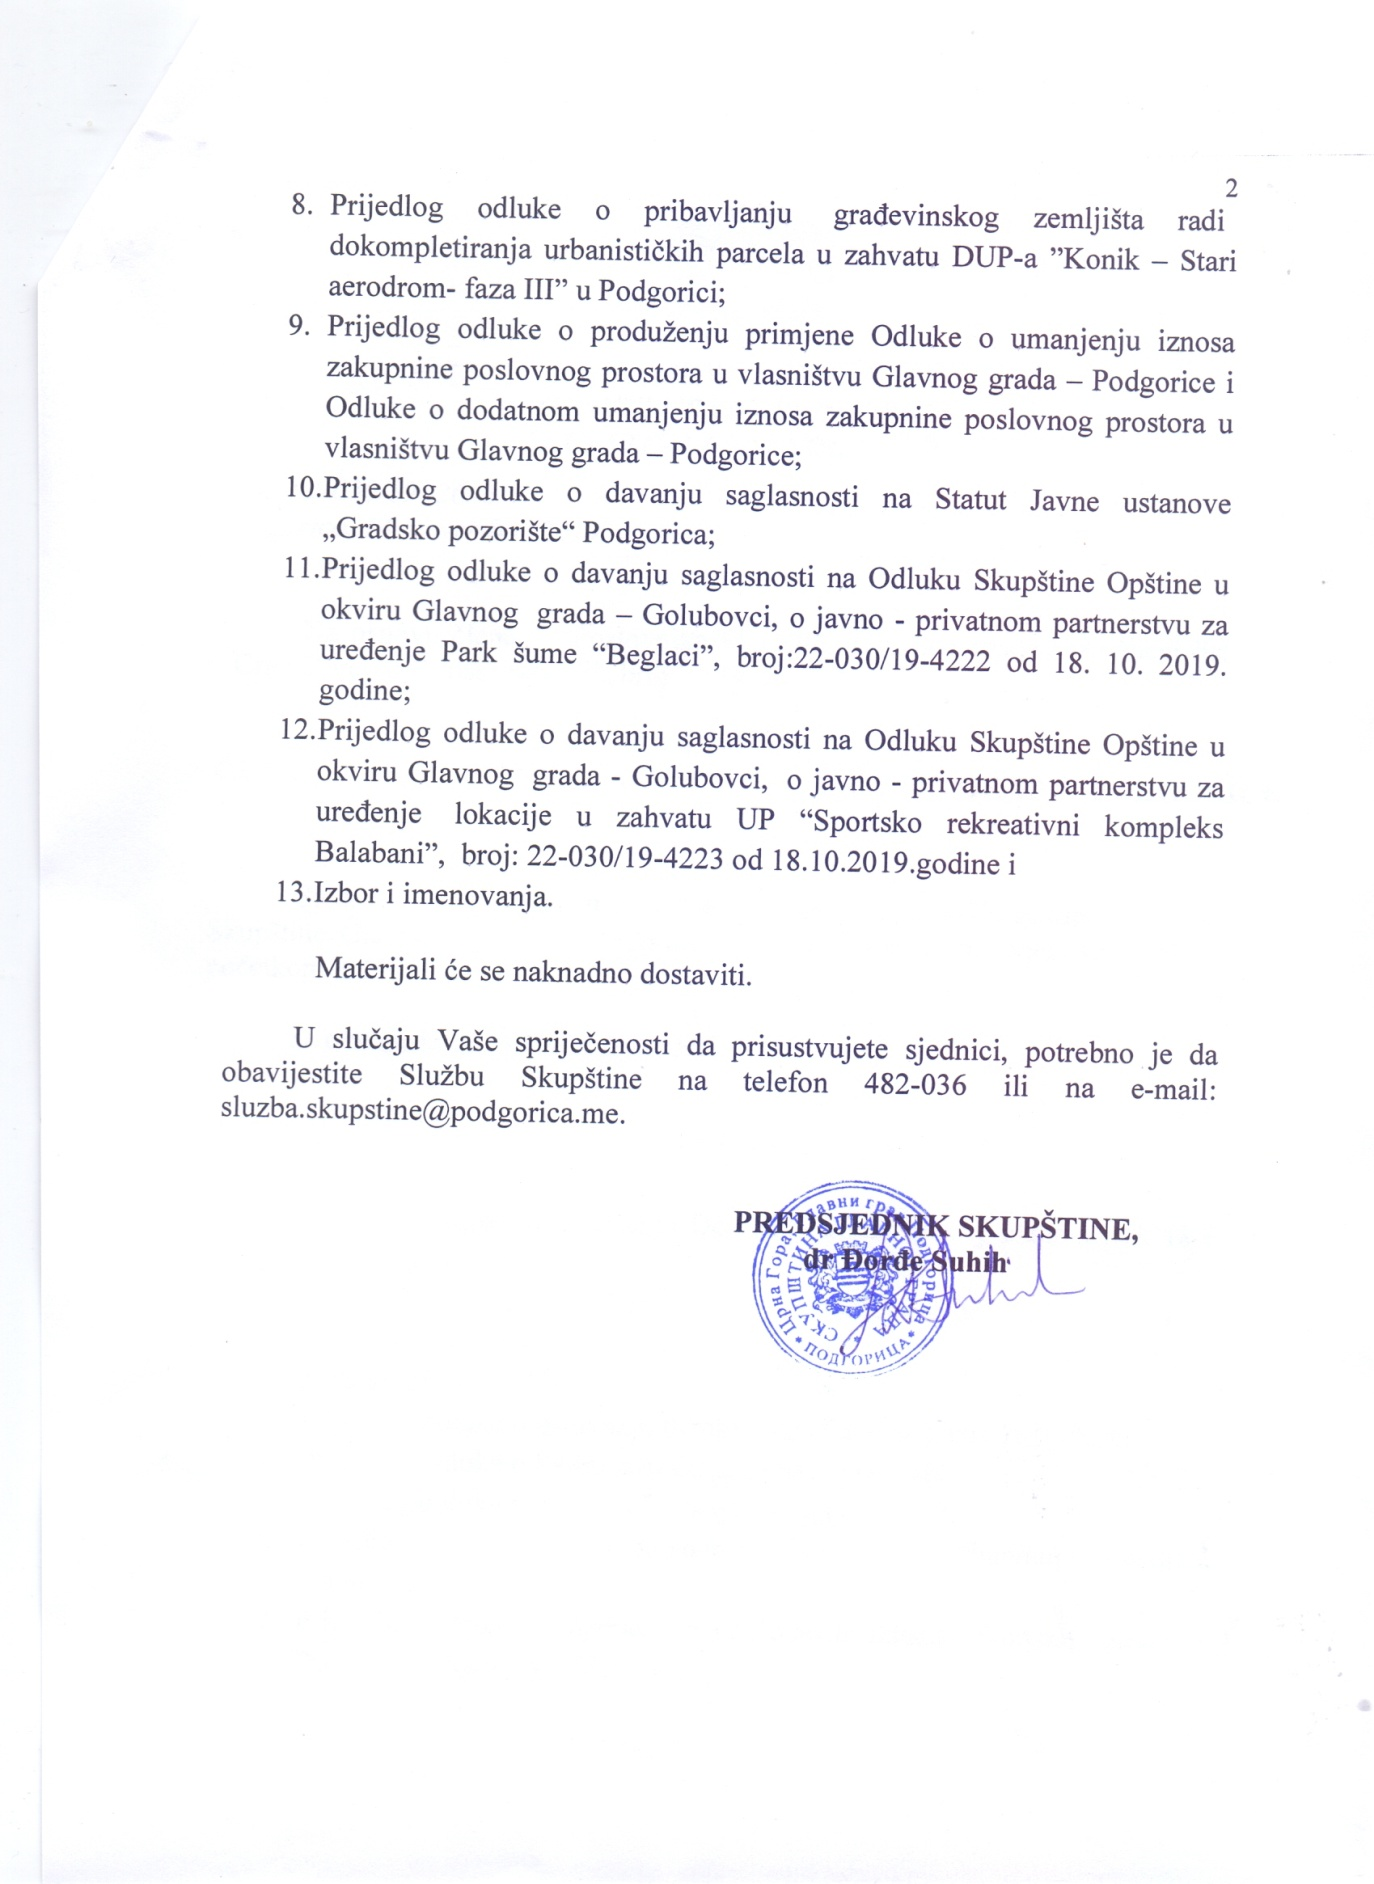 2
8. Prijedlog odluke o pribavljanju građevinskog zemljišta radi
dokompletiranja urbanističkih parcela u zahvatu DUP-a ”Konik – Stari
aerodrom- faza III” u Podgorici;
9. Prijedlog odluke o produženju primjene Odluke o umanjenju iznosa
zakupnine poslovnog prostora u vlasništvu Glavnog grada – Podgorice i
Odluke o dodatnom umanjenju iznosa zakupnine poslovnog prostora u
vlasništvu Glavnog grada – Podgorice;
10.Prijedlog odluke o davanju saglasnosti na Statut Javne ustanove
„Gradsko pozorište“ Podgorica;
11.Prijedlog odluke o davanju saglasnosti na Odluku Skupštine Opštine u
okviru Glavnog grada – Golubovci, o javno - privatnom partnerstvu za
uređenje Park šume “Beglaci”, broj:22-030/19-4222 od 18. 10. 2019.
godine;
12.Prijedlog odluke o davanju saglasnosti na Odluku Skupštine Opštine u
okviru Glavnog grada - Golubovci, o javno - privatnom partnerstvu za
uređenje lokacije u zahvatu UP “Sportsko rekreativni kompleks
Balabani”, broj: 22-030/19-4223 od 18.10.2019.godine i
13.Izbor i imenovanja.
Materijali će se naknadno dostaviti.
U slučaju Vaše spriječenosti da prisustvujete sjednici, potrebno je da
obavijestite Službu Skupštine na telefon 482-036 ili na e-mail:
sluzba.skupstine@podgorica.me.
PREDSJEDNIK SKUPŠTINE,
dr Đorđe Suhih
Црна Гора, Главни град Подгорица
СКУПШТИНА ГЛАВНОГ ГРАДА
ПОДГОРИЦА